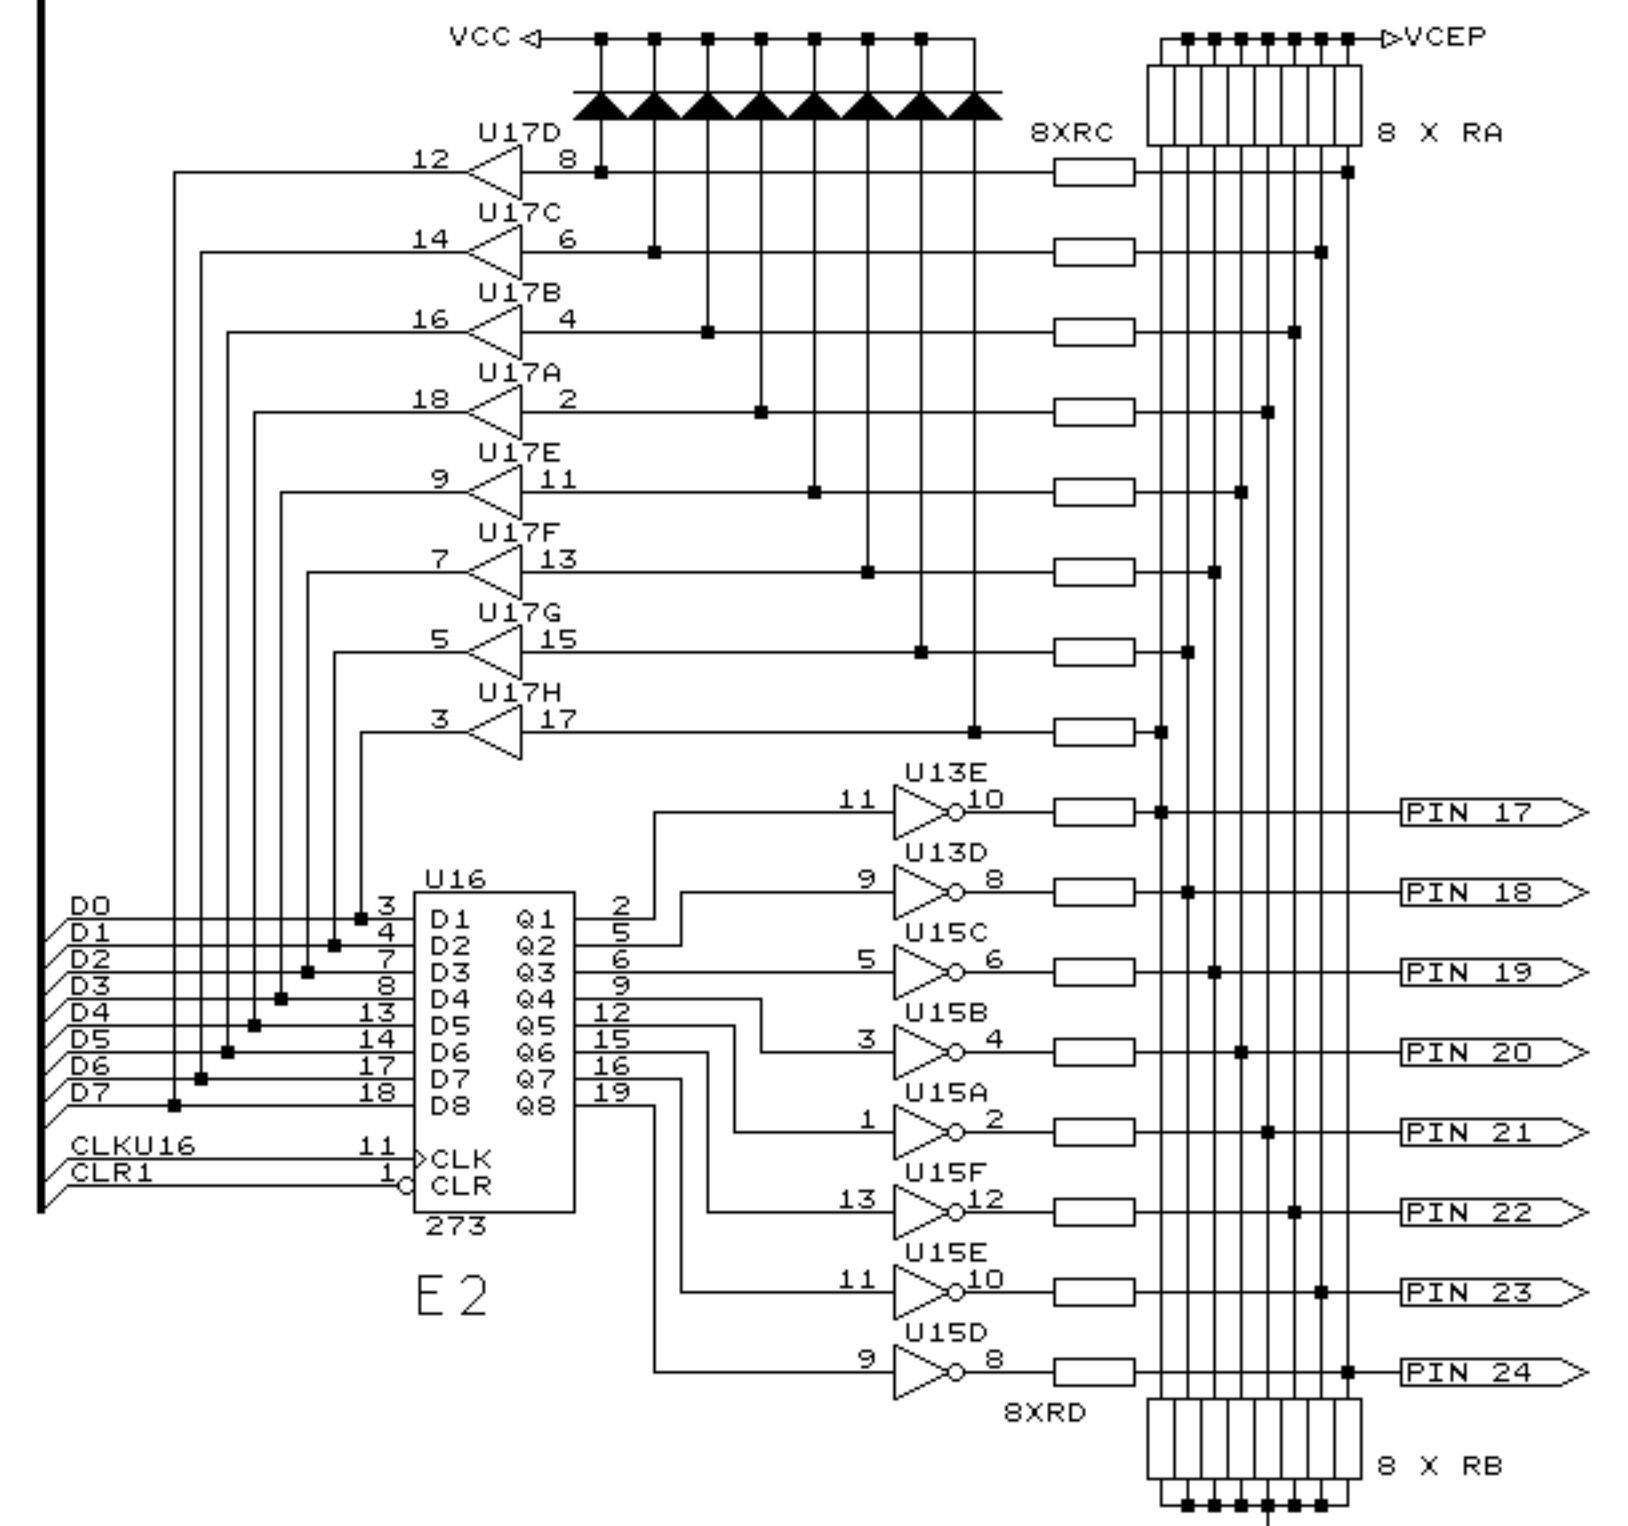 VCC VCEP
U17D 8XRC 8 X RA
12 8
U17C
14 6
U17B
16 4
U17A
18 2
U17E
9 11
U17F
7 13
U17G
5 15
U17H
3 17
U13E
11 10 PIN 17
U13D
U16 9 8 PIN 18
D0 3 D1 Q1 2
D1 4 D2 Q2 5 U15C
D2 7 D3 Q3 6 5 6 PIN 19
D3 8 D4 Q4 9
D4 13 D5 Q5 12 U15B
D5 14 D6 Q6 15 3 4 PIN 20
D6 17 D7 Q7 16
D7 18 D8 Q8 19 U15A
1 2 PIN 21
CLKU16 11 CLK
CLR1 1 CLR U15F
273 13 12 PIN 22
U15E
E2 11 10 PIN 23
U15D
9 8 PIN 24
8XRD
8 X RB